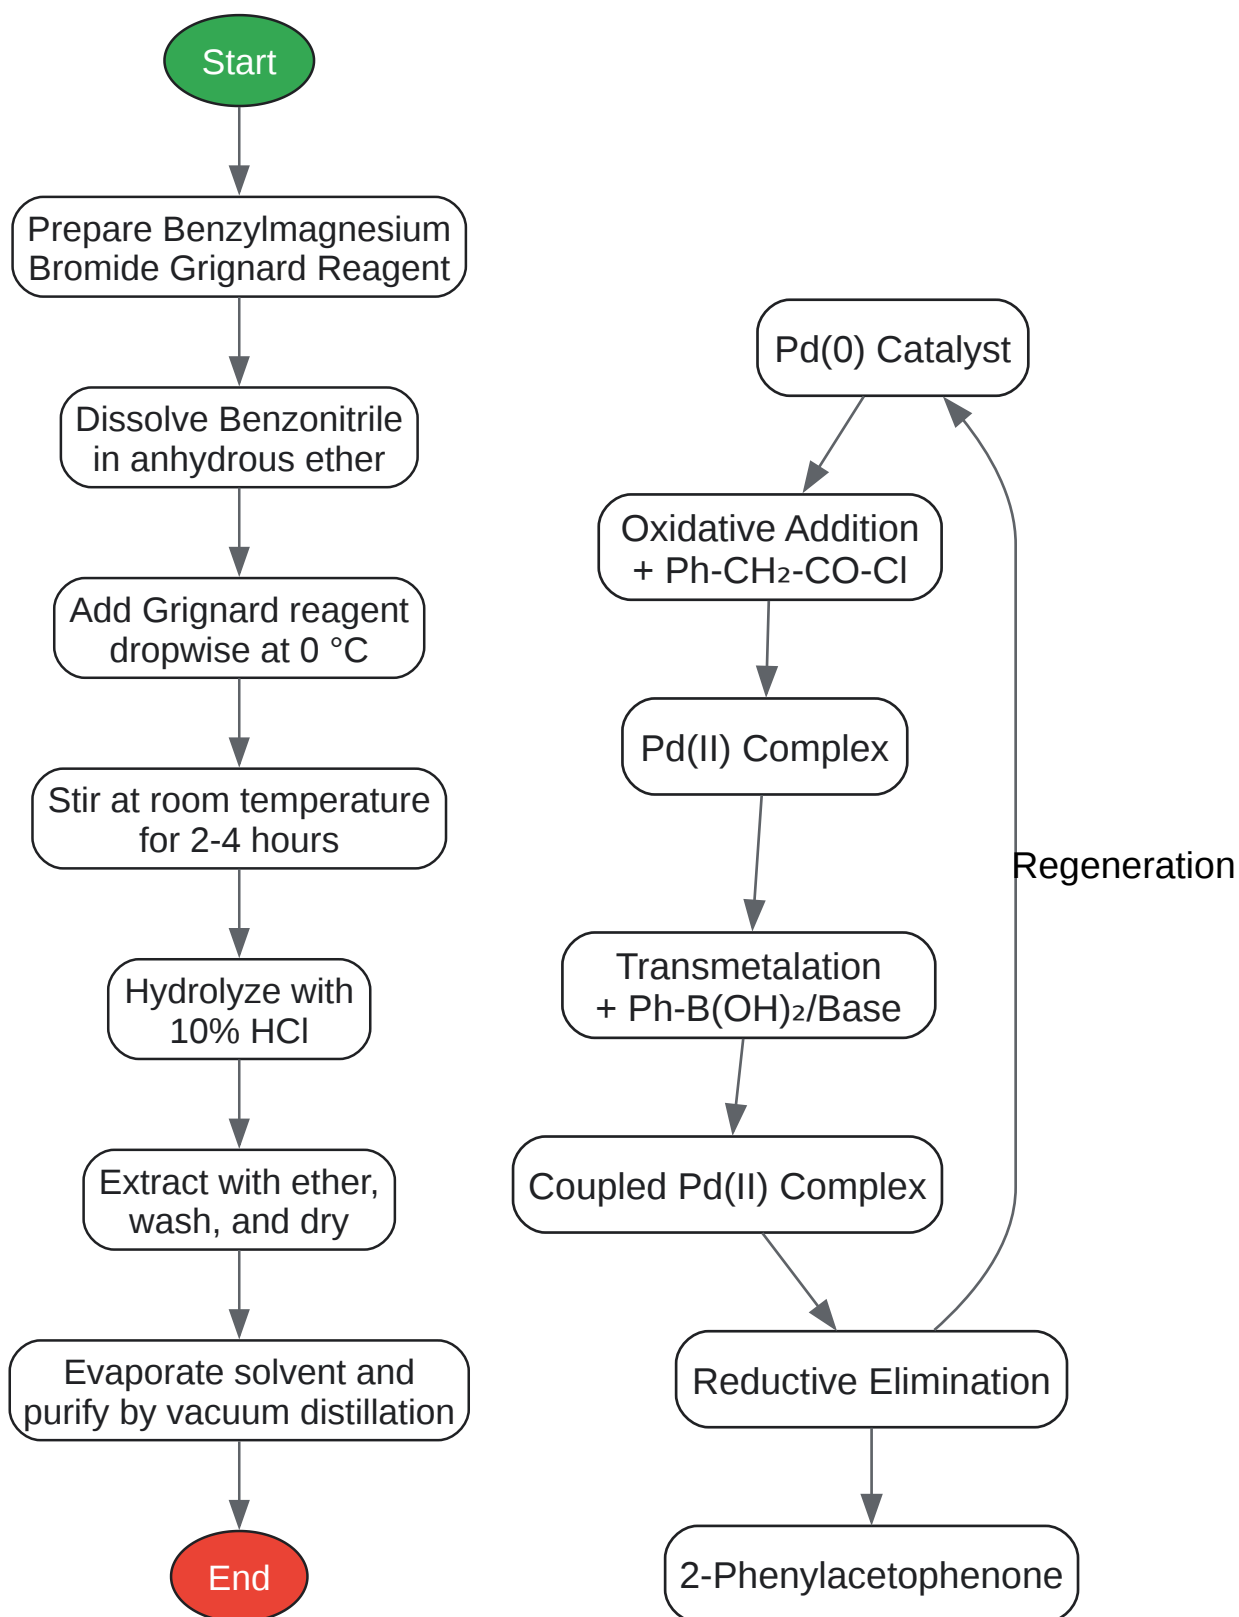 Start
Prepare Benzylmagnesium
Bromide Grignard Reagent
Dissolve Benzonitrile
in anhydrous ether
Add Grignard reagent
dropwise at 0 °C
Stir at room temperature
for 2-4 hours
Hydrolyze with
10% HCl
Extract with ether,
wash, and dry
Evaporate solvent and
purify by vacuum distillation
End
Pd(0) Catalyst
Oxidative Addition
+ Ph-CH₂-CO-Cl
Pd(II) Complex
Transmetalation
+ Ph-B(OH)₂/Base
Coupled Pd(II) Complex
Reductive Elimination
Regeneration
2-Phenylacetophenone